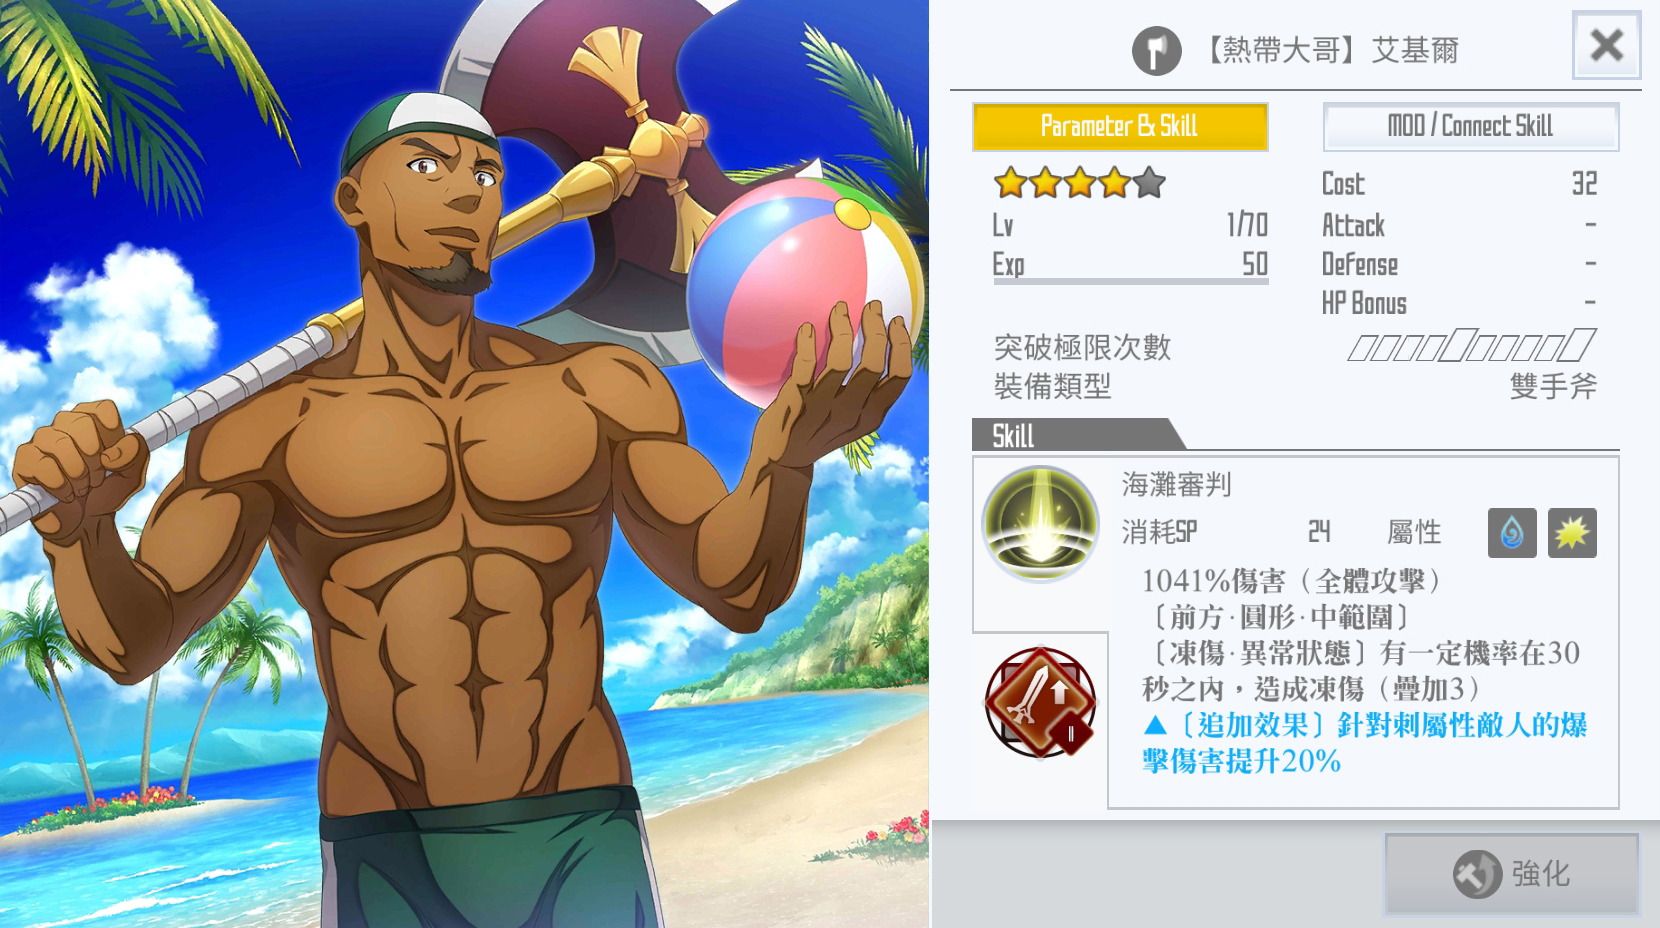 【熱帶大哥】艾基爾
Parameter & Skill
MOD / Connect Skill
Cost 32
Lv 1/70
Attack -
Exp 50
Defense -
HP Bonus -
突破極限次數
裝備類型 雙手斧
Skill
海灘審判
消耗SP 24 屬性
1041%傷害（全體攻擊）
〔前方·圓形·中範圍〕
〔凍傷·異常狀態〕有一定機率在30
秒之內，造成凍傷（疊加3）
▲〔追加效果〕針對刺屬性敵人的爆
擊傷害提升20%
II
強化